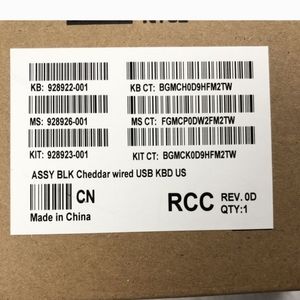 KB: 928922-001
KB CT: BGMCH0D9HFM2TW
MS: 928926-001
MS CT: FGMCP0DW2FM2TW
KIT: 928923-001
KIT CT: BGMCK0D9HFM2TW
ASSY BLK Cheddar wired USB KBD US
CN
Made in China
RCC
REV. 0D
QTY:1